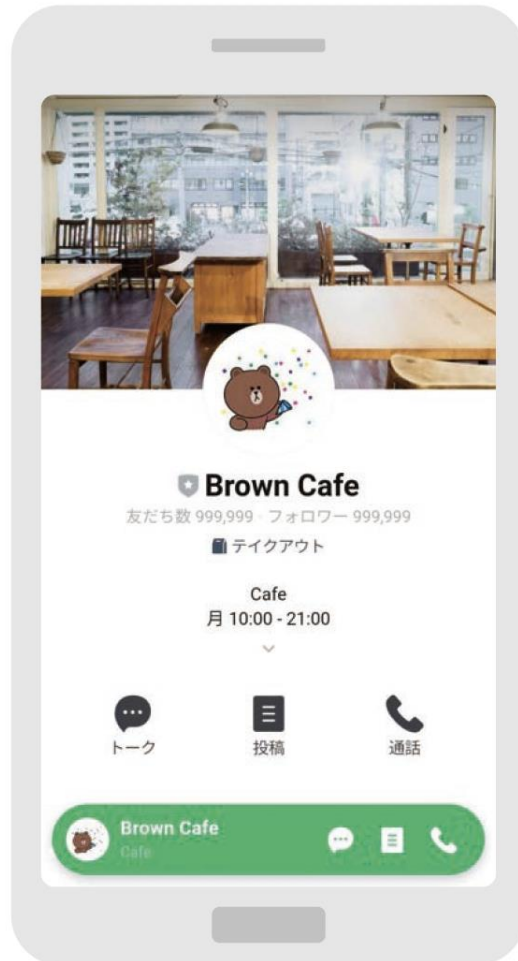 Brown Cafe
友だち数 999,999 · フォロワー 999,999
テイクアウト
Cafe
月 10:00 - 21:00
トーク 投稿 通話
Brown Cafe
Cafe